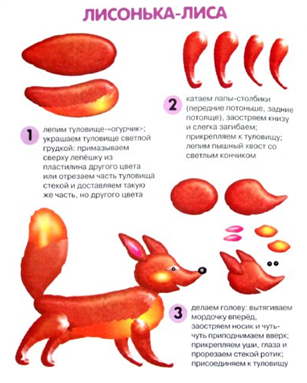 ЛИСОНЬКА-ЛИСА
1
лепим туловище-«огурчик»;
украшаем туловище светлой
грудкой: примазываем
сверху лепёшку из
пластилина другого цвета
или отрезаем часть туловища
стекой и доставляем такую
же часть, но другого цвета
2
катаем лапы-столбики
(передние потоньше, задние
потолще), заостряем книзу
и слегка загибаем;
прикрепляем к туловищу;
лепим пышный хвост со
светлым кончиком
3
делаем голову: вытягиваем
мордочку вперёд,
заостряем носик и чуть-
чуть приподнимаем вверх;
прикрепляем уши, глаза и
прорезаем стекой ротик;
присоединяем к туловищу